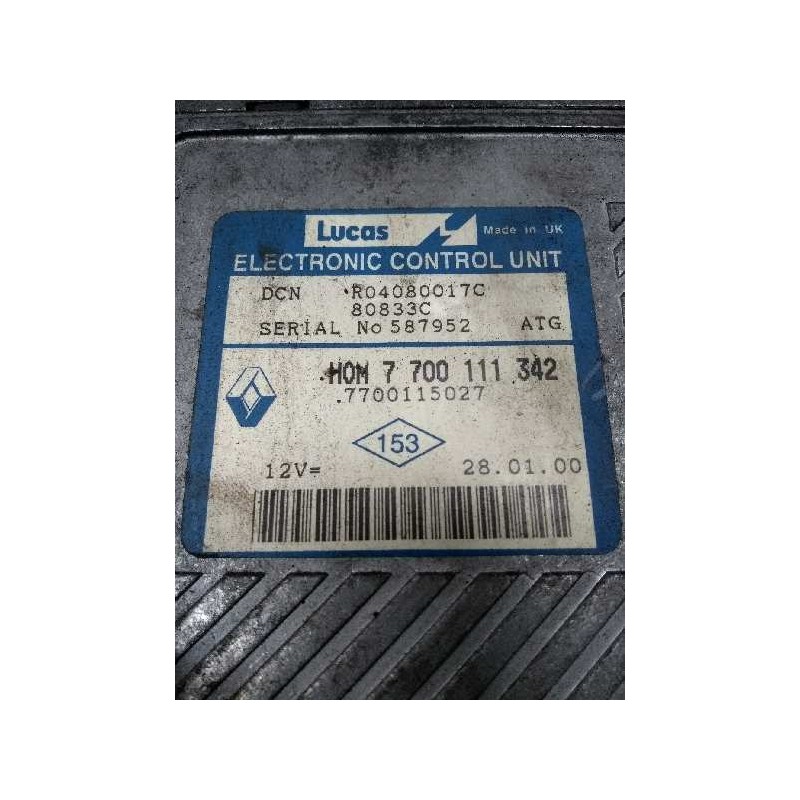 Lucas Made in UK
ELECTRONIC CONTROL UNIT
DCN R04080017C
80833C
SERIAL No 587952 ATG
HOM 7 700 111 342
7700115027
153
12V= 28.01.00